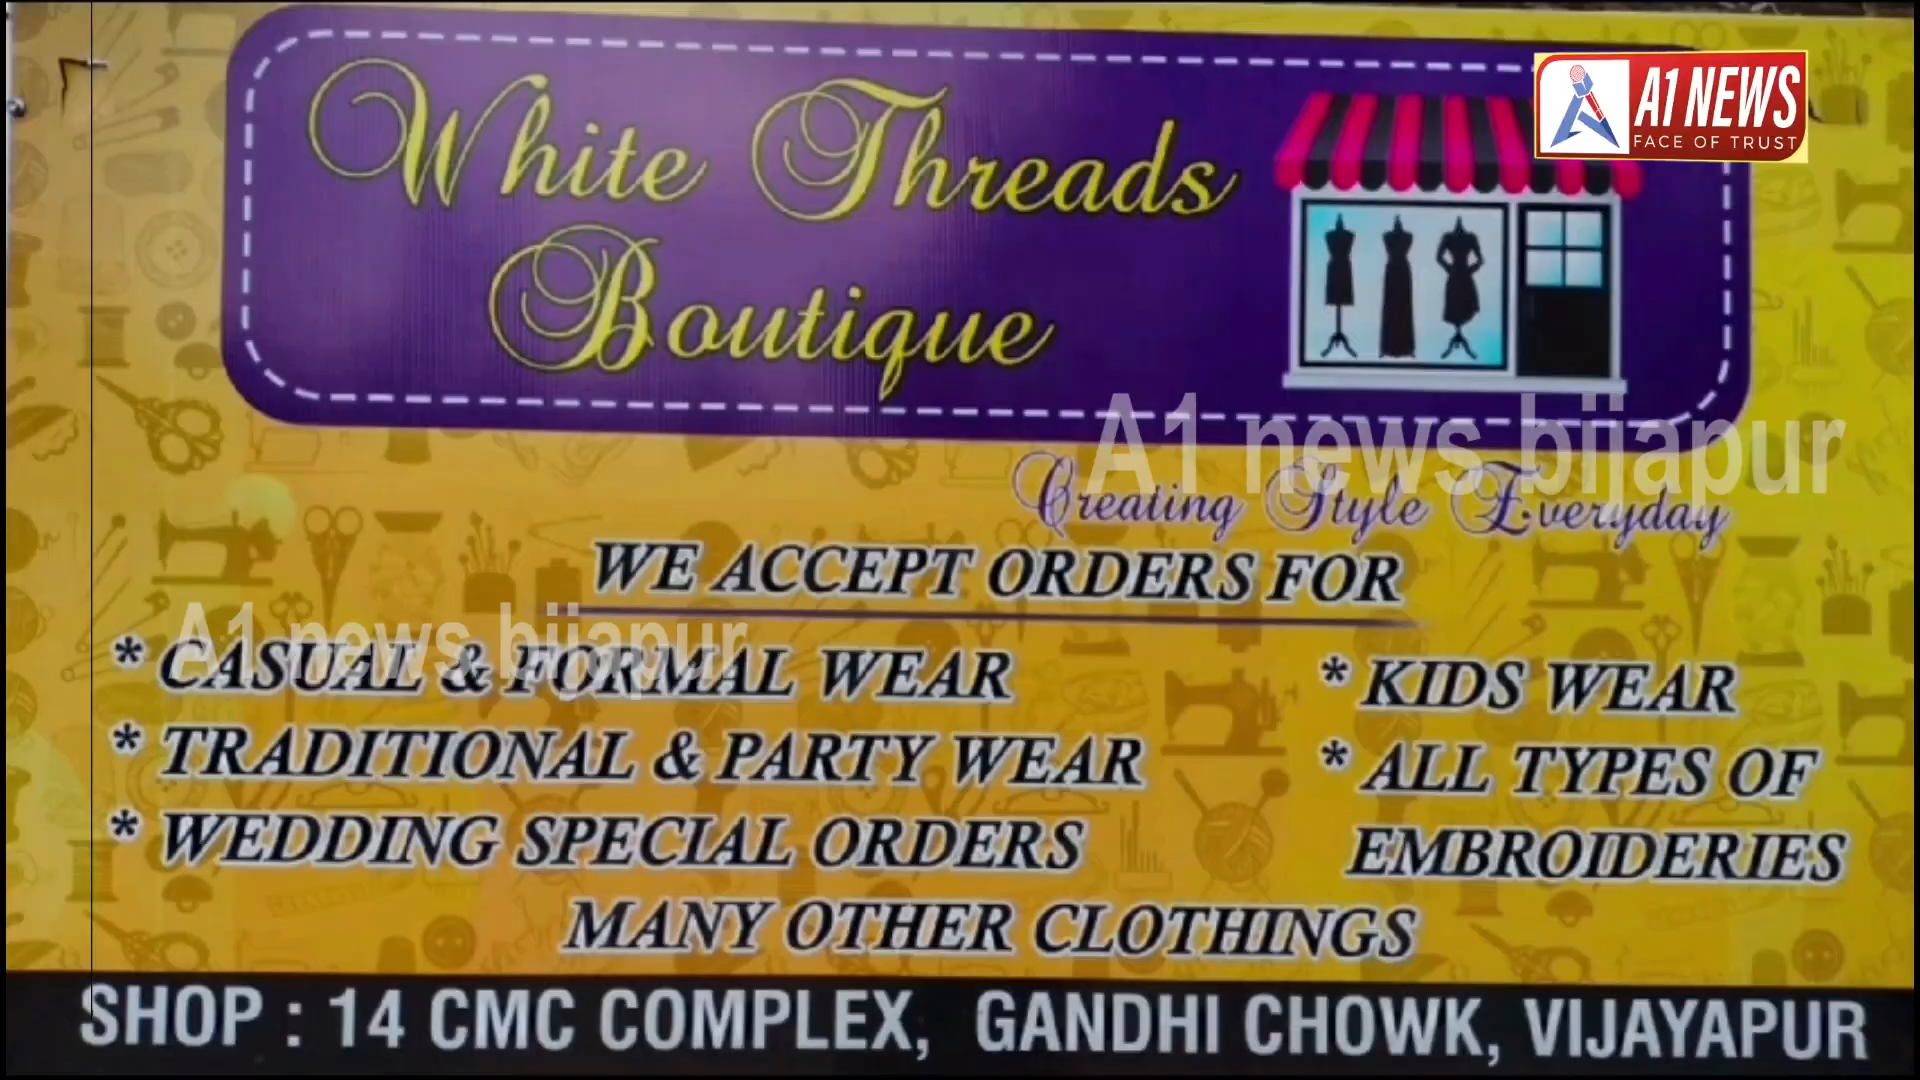 White Threads
Boutique
A1 NEWS
FACE OF TRUST
A1 news bijapur
Creating Style Everyday
WE ACCEPT ORDERS FOR
A1 news bijapur
* CASUAL & FORMAL WEAR
* TRADITIONAL & PARTY WEAR
* WEDDING SPECIAL ORDERS
* KIDS WEAR
* ALL TYPES OF
EMBROIDERIES
MANY OTHER CLOTHINGS
SHOP : 14 CMC COMPLEX, GANDHI CHOWK, VIJAYAPUR